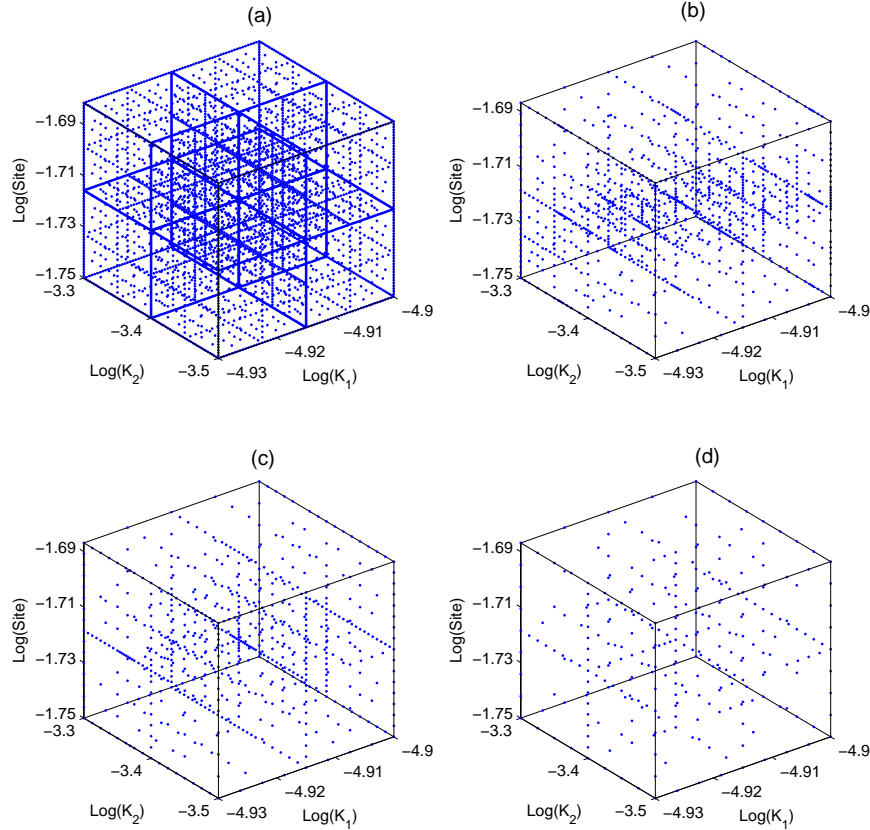 (a)
−1.69
−1.71
−1.73
−1.75
Log(Site)
−3.3
−3.4
−3.5
Log(K2)
−4.93
−4.92
−4.91
−4.9
Log(K1)
(b)
−1.69
−1.71
−1.73
−1.75
Log(Site)
−3.3
−3.4
−3.5
Log(K2)
−4.93
−4.92
−4.91
−4.9
Log(K1)
(c)
−1.69
−1.71
−1.73
−1.75
Log(Site)
−3.3
−3.4
−3.5
Log(K2)
−4.93
−4.92
−4.91
−4.9
Log(K1)
(d)
−1.69
−1.71
−1.73
−1.75
Log(Site)
−3.3
−3.4
−3.5
Log(K2)
−4.93
−4.92
−4.91
−4.9
Log(K1)